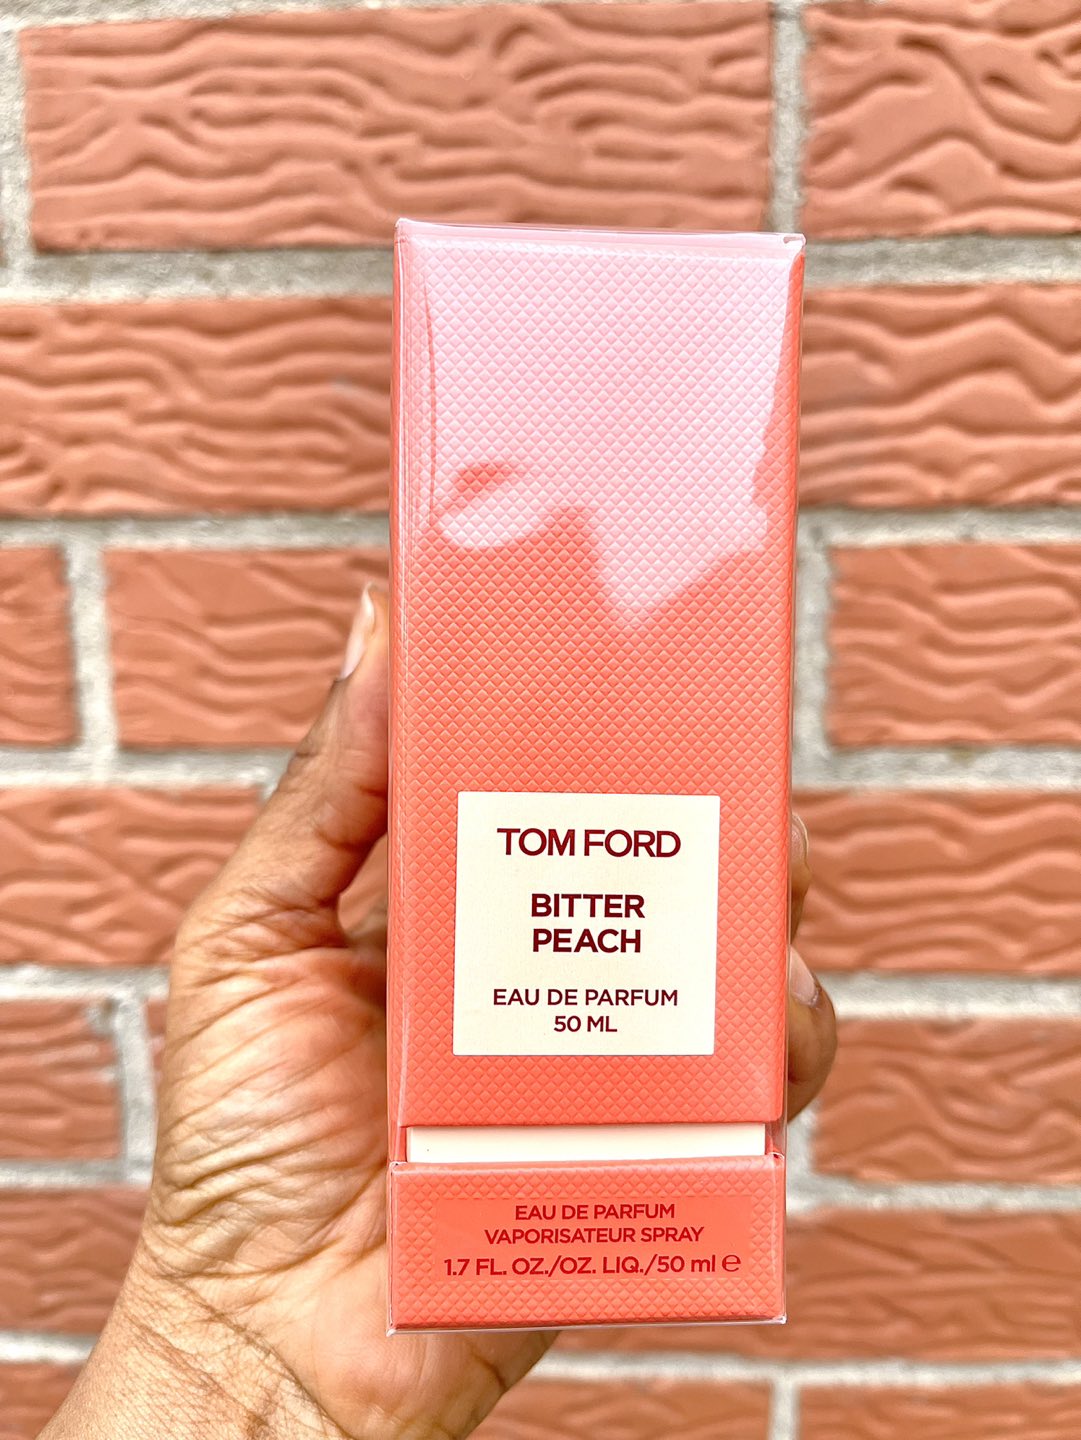 TOM FORD
BITTER
PEACH
EAU DE PARFUM
50 ML
EAU DE PARFUM
VAPORISATEUR SPRAY
1.7 FL. OZ./OZ. LIQ./50 ml ℮